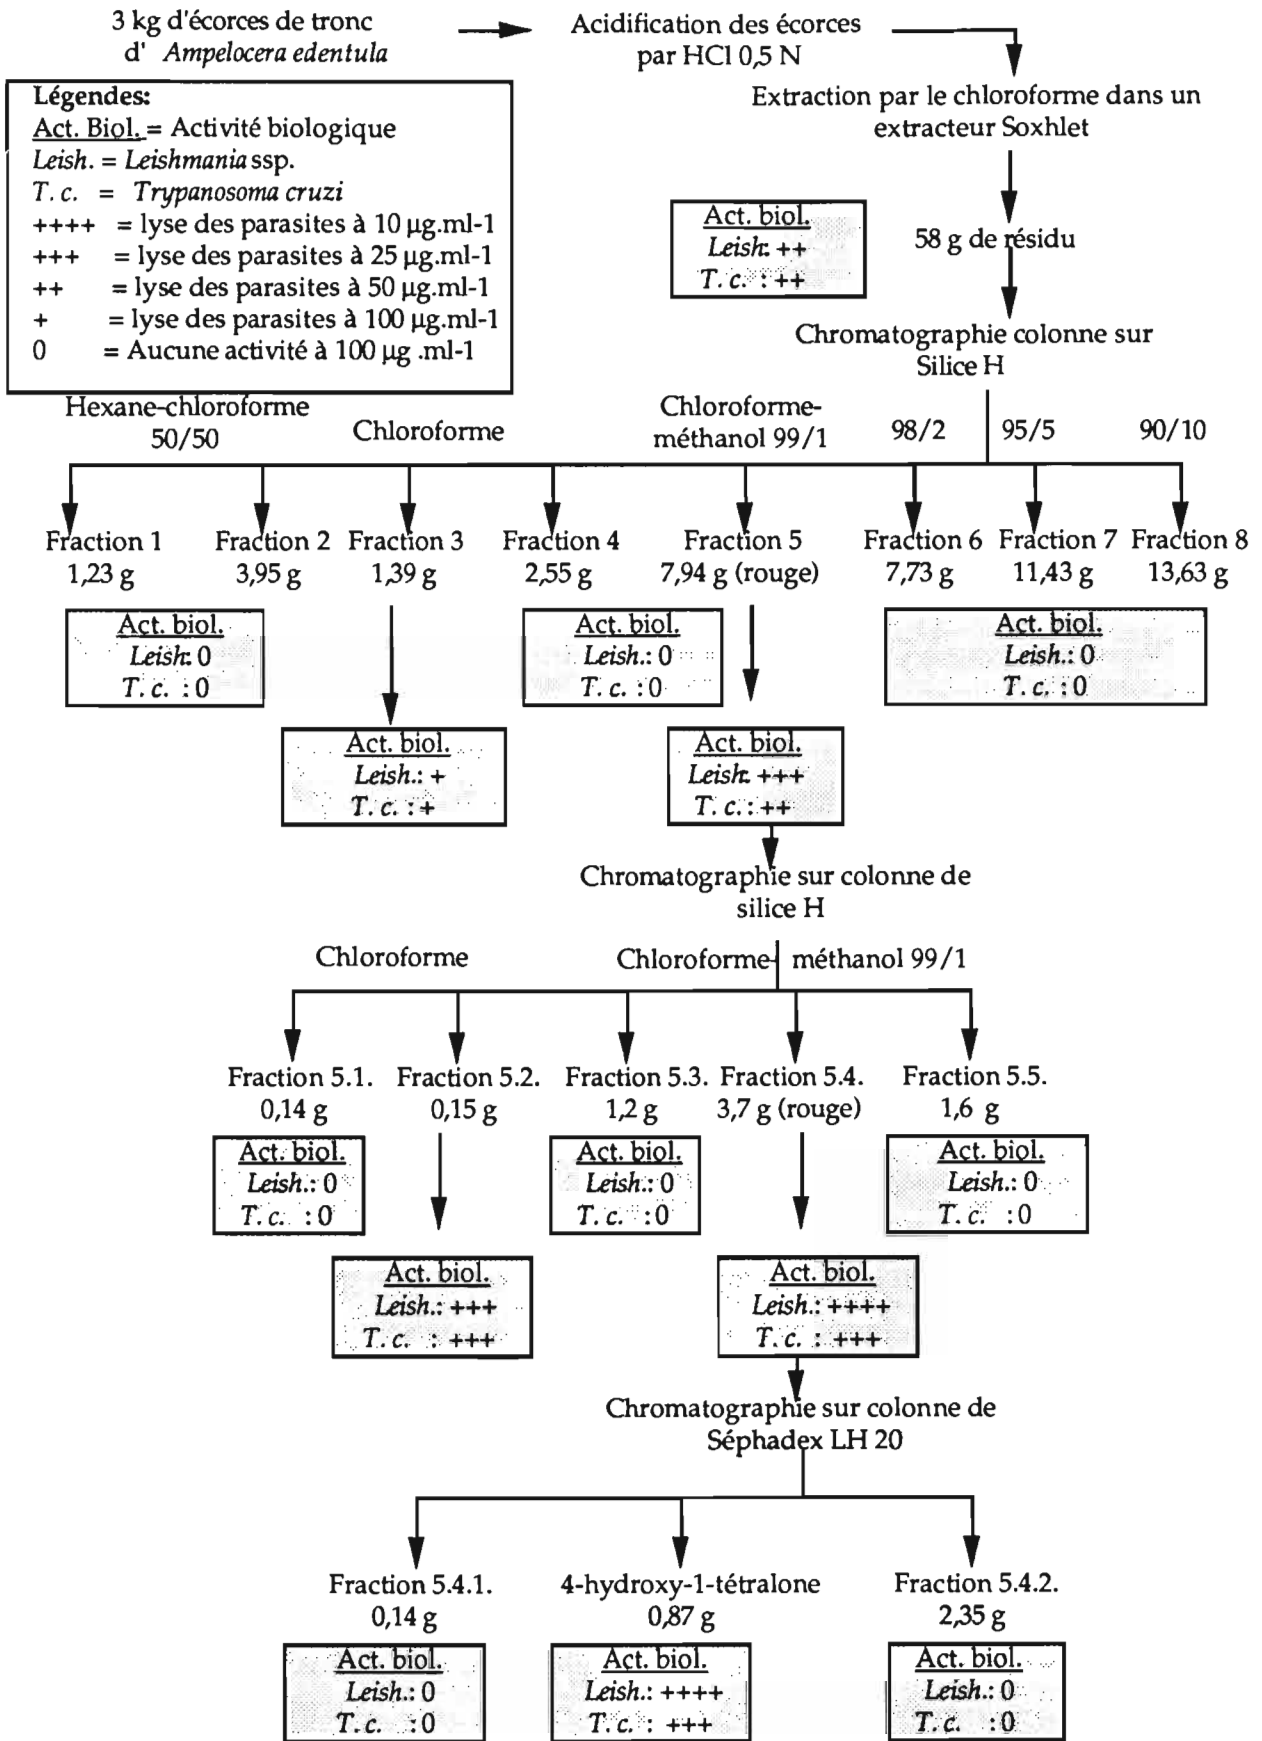 3 kg d'écorces de tronc
d' Ampelocera edentula
Acidification des écorces
par HCl 0,5 N
Légendes:
Act. Biol. = Activité biologique
Leish. = Leishmania ssp.
T. c. = Trypanosoma cruzi
++++ = lyse des parasites à 10 µg.ml-1
+++ = lyse des parasites à 25 µg.ml-1
++ = lyse des parasites à 50 µg.ml-1
+ = lyse des parasites à 100 µg.ml-1
0 = Aucune activité à 100 µg .ml-1
Extraction par le chloroforme dans un
extracteur Soxhlet
Act. biol.
Leish: ++
T. c. : ++
58 g de résidu
Chromatographie colonne sur
Silice H
Hexane-chloroforme
50/50
Chloroforme
Chloroforme-
méthanol 99/1
98/2
95/5
90/10
Fraction 1
1,23 g
Fraction 2
3,95 g
Fraction 3
1,39 g
Fraction 4
2,55 g
Fraction 5
7,94 g (rouge)
Fraction 6
7,73 g
Fraction 7
11,43 g
Fraction 8
13,63 g
Act. biol.
Leish: 0
T. c. : 0
Act. biol.
Leish.: 0
T. c. : 0
Act. biol.
Leish.: 0
T. c. : 0
Act. biol.
Leish.: +
T. c. : +
Act. biol.
Leish: +++
T. c. : ++
Chromatographie sur colonne de
silice H
Chloroforme
Chloroforme- méthanol 99/1
Fraction 5.1.
0,14 g
Fraction 5.2.
0,15 g
Fraction 5.3.
1,2 g
Fraction 5.4.
3,7 g (rouge)
Fraction 5.5.
1,6 g
Act. biol.
Leish.: 0
T. c. : 0
Act. biol.
Leish.: 0
T. c. : 0
Act. biol.
Leish.: 0
T. c. : 0
Act. biol.
Leish.: +++
T. c. : +++
Act. biol.
Leish.: ++++
T. c. : +++
Chromatographie sur colonne de
Séphadex LH 20
Fraction 5.4.1.
0,14 g
4-hydroxy-1-tétralone
0,87 g
Fraction 5.4.2.
2,35 g
Act. biol.
Leish.: 0
T. c. : 0
Act. biol.
Leish.: ++++
T. c. : +++
Act. biol.
Leish.: 0
T. c. : 0